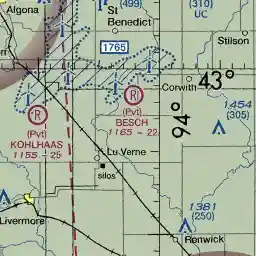 Algona
St
(499)
(310)
UC
Benedict
Stilson
1765
Corwith
43°
R
(Pvt)
BESCH
1165 - 22
R
(Pvt)
KOHLHAAS
1155 - 25
94°
1454
(305)
Lu Verne
silos
1381
(250)
Livermore
Renwick